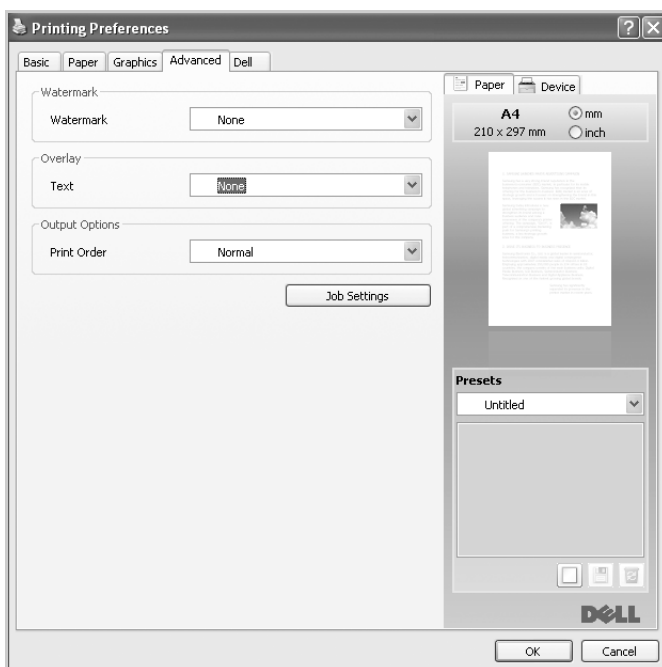 Printing Preferences
Basic Paper Graphics Advanced Dell
Watermark
Watermark None
Overlay
Text None
Output Options
Print Order Normal
Job Settings
Paper Device
A4
210 x 297 mm
mm
inch
Presets
Untitled
DELL
OK Cancel